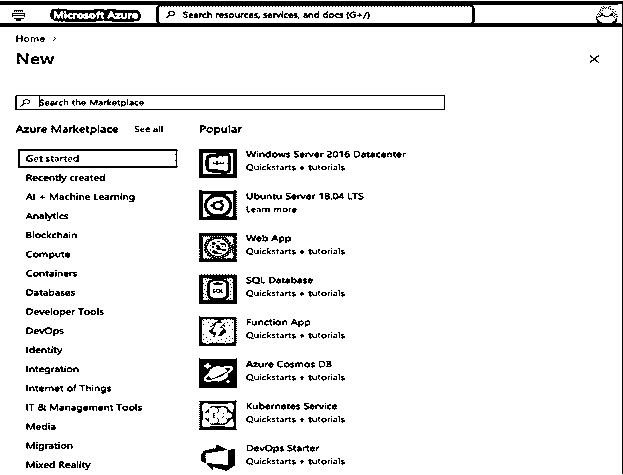 Microsoft Azure
Search resources, services, and docs (G+/)
Home >
New
Search the Marketplace
Azure Marketplace See all
Popular
Get started
Recently created
AI + Machine Learning
Analytics
Blockchain
Compute
Containers
Databases
Developer Tools
DevOps
Identity
Integration
Internet of Things
IT & Management Tools
Media
Migration
Mixed Reality
Windows Server 2016 Datacenter
Quickstarts + tutorials
Ubuntu Server 18.04 LTS
Learn more
Web App
Quickstarts + tutorials
SQL
SQL Database
Quickstarts + tutorials
Function App
Quickstarts + tutorials
Azure Cosmos DB
Quickstarts + tutorials
Kubernetes Service
Quickstarts + tutorials
DevOps Starter
Quickstarts + tutorials